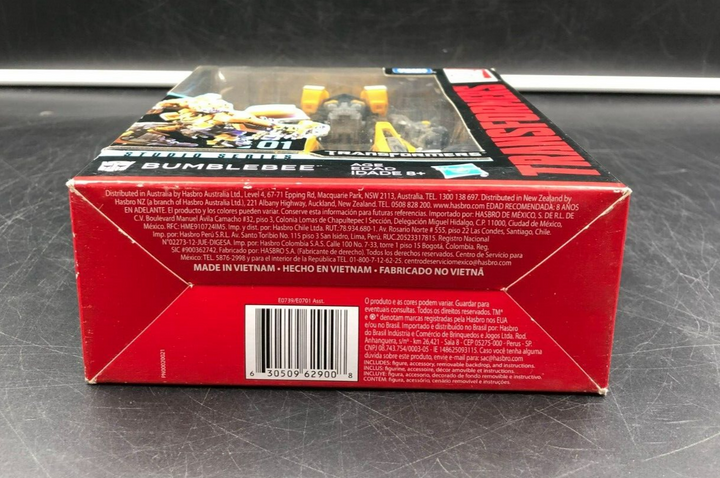 TRANSFORMERS
01
STUDIO SERIES
TRANSFORMERS
BUMBLEBEE™
AGE
EDAD
IDADE 8+
Distributed in Australia by Hasbro Australia Ltd., Level 4, 67-71 Epping Rd, Macquarie Park, NSW 2113, Australia. TEL. 1300 138 697. Distributed in New Zealand by
Hasbro NZ (a branch of Hasbro Australia Ltd.), 221 Albany Highway, Auckland, New Zealand. TEL. 0508 828 200. EDAD RECOMENDADA: 8 AÑOS
EN ADELANTE. El producto y los colores pueden variar. Conserve esta información para futuras referencias. Importado por: HASBRO DE MÉXICO, S. DE R.L. DE
C.V. Boulevard Manuel Ávila Camacho #32, piso 3, Colonia Lomas de Chapultepec I Sección, Delegación Miguel Hidalgo, C.P. 11000, Ciudad de México,
México. RFC: HME910724IM5. Imp. y dist. por: Hasbro Chile Ltda. RUT.78.934.680-1. Av. Rosario Norte # 555, piso 22 Las Condes, Santiago, Chile.
Imp. por: Hasbro Perú S.R.L. Av. Santo Toribio No. 115 piso 3 San Isidro, Lima, Perú, RUC.20523317815. Registro Nacional
N°02273-12-JUE-DIGESA. Imp. por: Hasbro Colombia S.A.S. Calle 100 No. 7-33, torre 1 piso 15 Bogotá, Colombia. Reg.
SIC #900362742. Fabricado por: HASBRO S.A. (Fabricante de derecho). Todos los derechos reservados. Centro de Servicio para
México: TEL. 5876-2998 y para el interior de la República TEL. 01-800-7-12-62-25. centrodeserviciomexico@hasbro.com.
MADE IN VIETNAM • HECHO EN VIETNAM • FABRICADO NO VIETNÃ
E0739/E0701 Asst.
6 30509 62900 8
O produto e as cores podem variar. Guardar para
eventuais consultas. Todos os direitos reservados. TM*
e ®* denotam marcas registradas pela Hasbro nos EUA
e/ou no Brasil. Importado e distribuído no Brasil por: Hasbro
do Brasil Indústria e Comércio de Brinquedos e Jogos Ltda. Rod.
Anhanguera, s/nº - km 26,421 - Sala 8 - CEP 05275-000 - Perus - SP.
CNPJ 08,743.754/0003-05 - IE 148625093115. Caso você tenha alguma
dúvida sobre este produto, envie e-mail para: sac@hasbro.com
INCLUDES: figure, accessory, removable backdrop, and instructions.
INCLUYE: figura, accesorio, decorado de fondo removible e instructivo.
CONTÉM: figura, acessório, cenário removível e instruções.